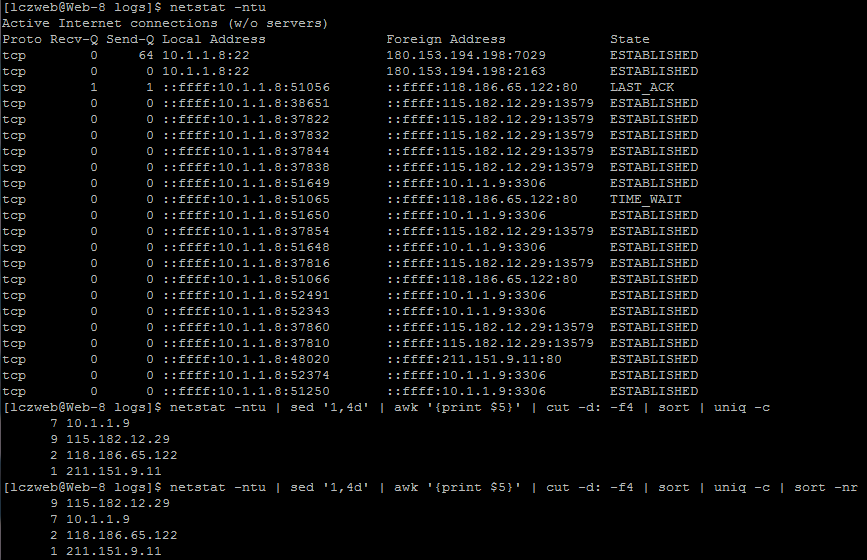 [lczweb@Web-8 logs]$ netstat -ntu
Active Internet connections (w/o servers)
Proto Recv-Q Send-Q Local Address               Foreign Address             State
tcp        0     64 10.1.1.8:22                 180.153.194.198:7029        ESTABLISHED
tcp        0      0 10.1.1.8:22                 180.153.194.198:2163        ESTABLISHED
tcp        1      1 ::ffff:10.1.1.8:51056       ::ffff:118.186.65.122:80    LAST_ACK
tcp        0      0 ::ffff:10.1.1.8:38651       ::ffff:115.182.12.29:13579  ESTABLISHED
tcp        0      0 ::ffff:10.1.1.8:37822       ::ffff:115.182.12.29:13579  ESTABLISHED
tcp        0      0 ::ffff:10.1.1.8:37832       ::ffff:115.182.12.29:13579  ESTABLISHED
tcp        0      0 ::ffff:10.1.1.8:37844       ::ffff:115.182.12.29:13579  ESTABLISHED
tcp        0      0 ::ffff:10.1.1.8:37838       ::ffff:115.182.12.29:13579  ESTABLISHED
tcp        0      0 ::ffff:10.1.1.8:51649       ::ffff:10.1.1.9:3306        ESTABLISHED
tcp        0      0 ::ffff:10.1.1.8:51065       ::ffff:118.186.65.122:80    TIME_WAIT
tcp        0      0 ::ffff:10.1.1.8:51650       ::ffff:10.1.1.9:3306        ESTABLISHED
tcp        0      0 ::ffff:10.1.1.8:37854       ::ffff:115.182.12.29:13579  ESTABLISHED
tcp        0      0 ::ffff:10.1.1.8:51648       ::ffff:10.1.1.9:3306        ESTABLISHED
tcp        0      0 ::ffff:10.1.1.8:37816       ::ffff:115.182.12.29:13579  ESTABLISHED
tcp        0      0 ::ffff:10.1.1.8:51066       ::ffff:118.186.65.122:80    ESTABLISHED
tcp        0      0 ::ffff:10.1.1.8:52491       ::ffff:10.1.1.9:3306        ESTABLISHED
tcp        0      0 ::ffff:10.1.1.8:52343       ::ffff:10.1.1.9:3306        ESTABLISHED
tcp        0      0 ::ffff:10.1.1.8:37860       ::ffff:115.182.12.29:13579  ESTABLISHED
tcp        0      0 ::ffff:10.1.1.8:37810       ::ffff:115.182.12.29:13579  ESTABLISHED
tcp        0      0 ::ffff:10.1.1.8:48020       ::ffff:211.151.9.11:80      ESTABLISHED
tcp        0      0 ::ffff:10.1.1.8:52374       ::ffff:10.1.1.9:3306        ESTABLISHED
tcp        0      0 ::ffff:10.1.1.8:51250       ::ffff:10.1.1.9:3306        ESTABLISHED
[lczweb@Web-8 logs]$ netstat -ntu | sed '1,4d' | awk '{print $5}' | cut -d: -f4 | sort | uniq -c
      7 10.1.1.9
      9 115.182.12.29
      2 118.186.65.122
      1 211.151.9.11
[lczweb@Web-8 logs]$ netstat -ntu | sed '1,4d' | awk '{print $5}' | cut -d: -f4 | sort | uniq -c | sort -nr
      9 115.182.12.29
      7 10.1.1.9
      2 118.186.65.122
      1 211.151.9.11